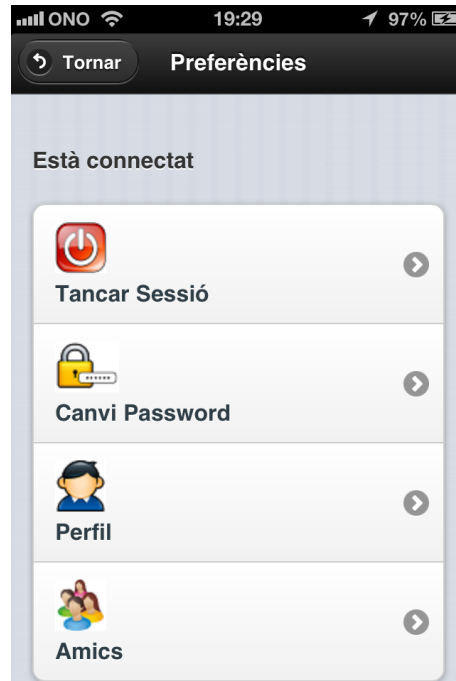 ONO 19:29 97%
Tornar Preferències
Està connectat
Tancar Sessió
Canvi Password
Perfil
Amics